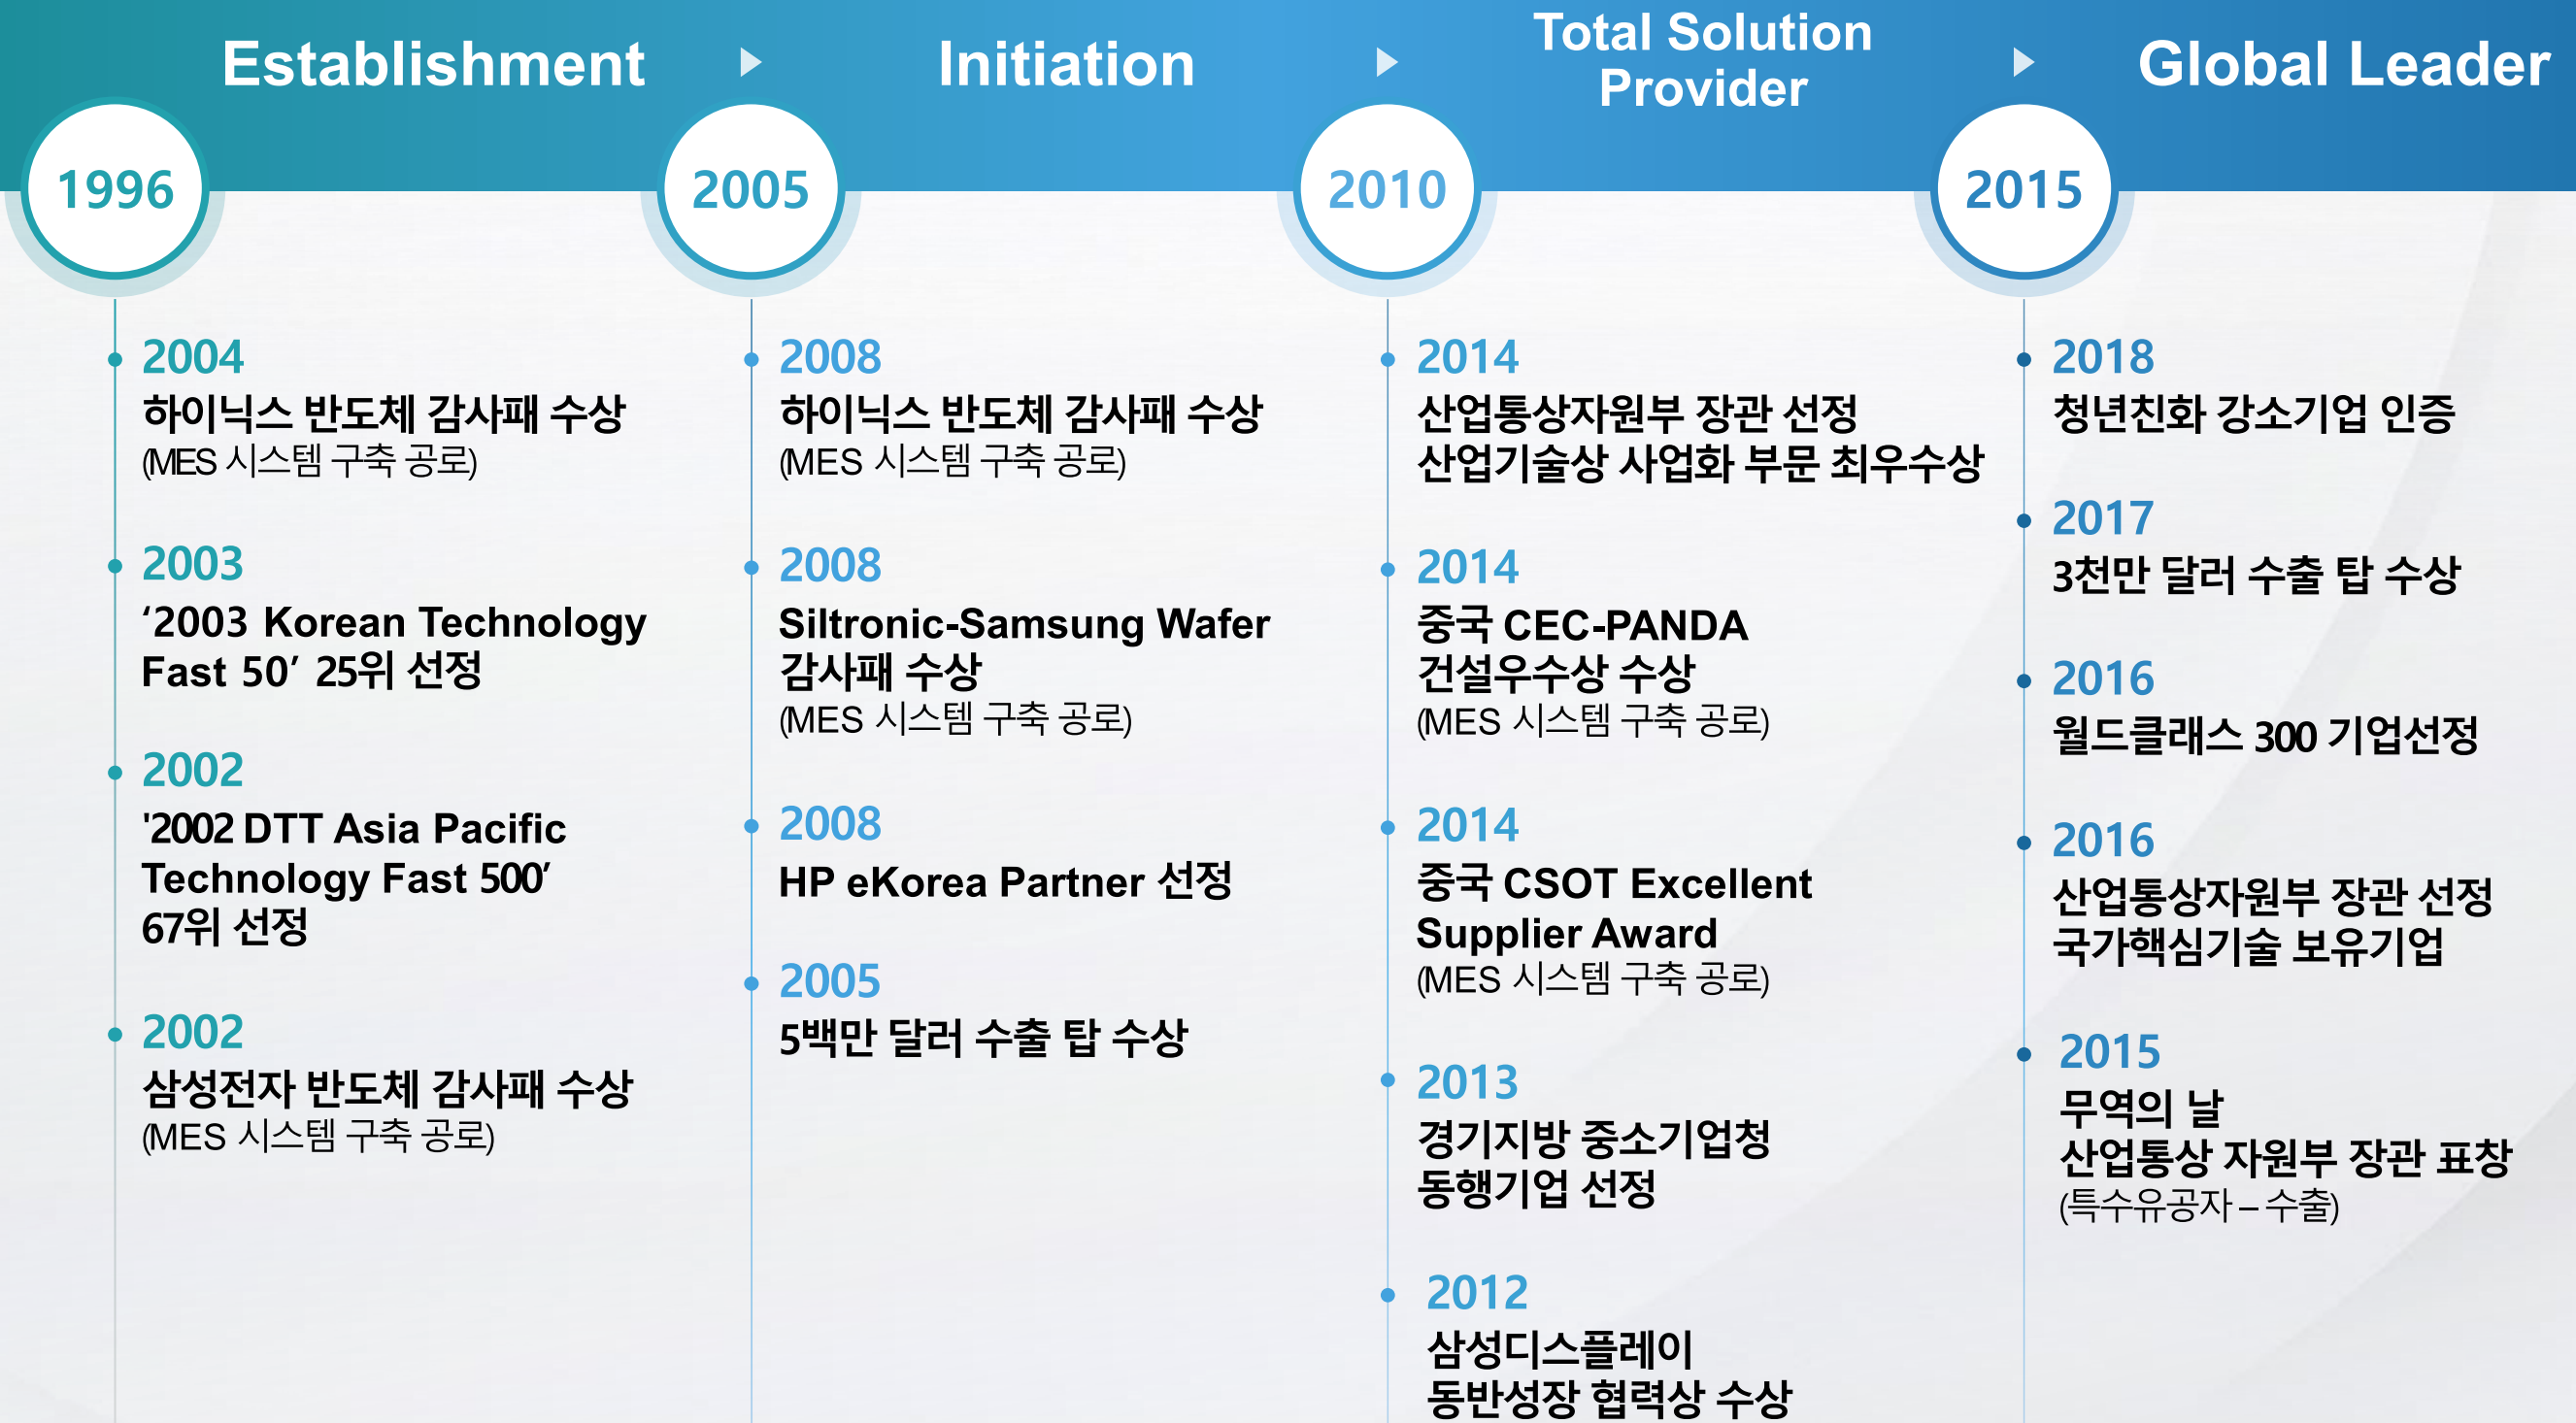 Establishment
1996
2004
하이닉스 반도체 감사패 수상
(MES 시스템 구축 공로)
2003
‘2003 Korean Technology
Fast 50’ 25위 선정
2002
'2002 DTT Asia Pacific
Technology Fast 500’
67위 선정
2002
삼성전자 반도체 감사패 수상
(MES 시스템 구축 공로)
Initiation
2005
2008
하이닉스 반도체 감사패 수상
(MES 시스템 구축 공로)
2008
Siltronic-Samsung Wafer
감사패 수상
(MES 시스템 구축 공로)
2008
HP eKorea Partner 선정
2005
5백만 달러 수출 탑 수상
Total Solution
Provider
2010
2014
산업통상자원부 장관 선정
산업기술상 사업화 부문 최우수상
2014
중국 CEC-PANDA
건설우수상 수상
(MES 시스템 구축 공로)
2014
중국 CSOT Excellent
Supplier Award
(MES 시스템 구축 공로)
2013
경기지방 중소기업청
동행기업 선정
2012
삼성디스플레이
동반성장 협력상 수상
Global Leader
2015
2018
청년친화 강소기업 인증
2017
3천만 달러 수출 탑 수상
2016
월드클래스 300 기업선정
2016
산업통상자원부 장관 선정
국가핵심기술 보유기업
2015
무역의 날
산업통상 자원부 장관 표창
(특수유공자 – 수출)